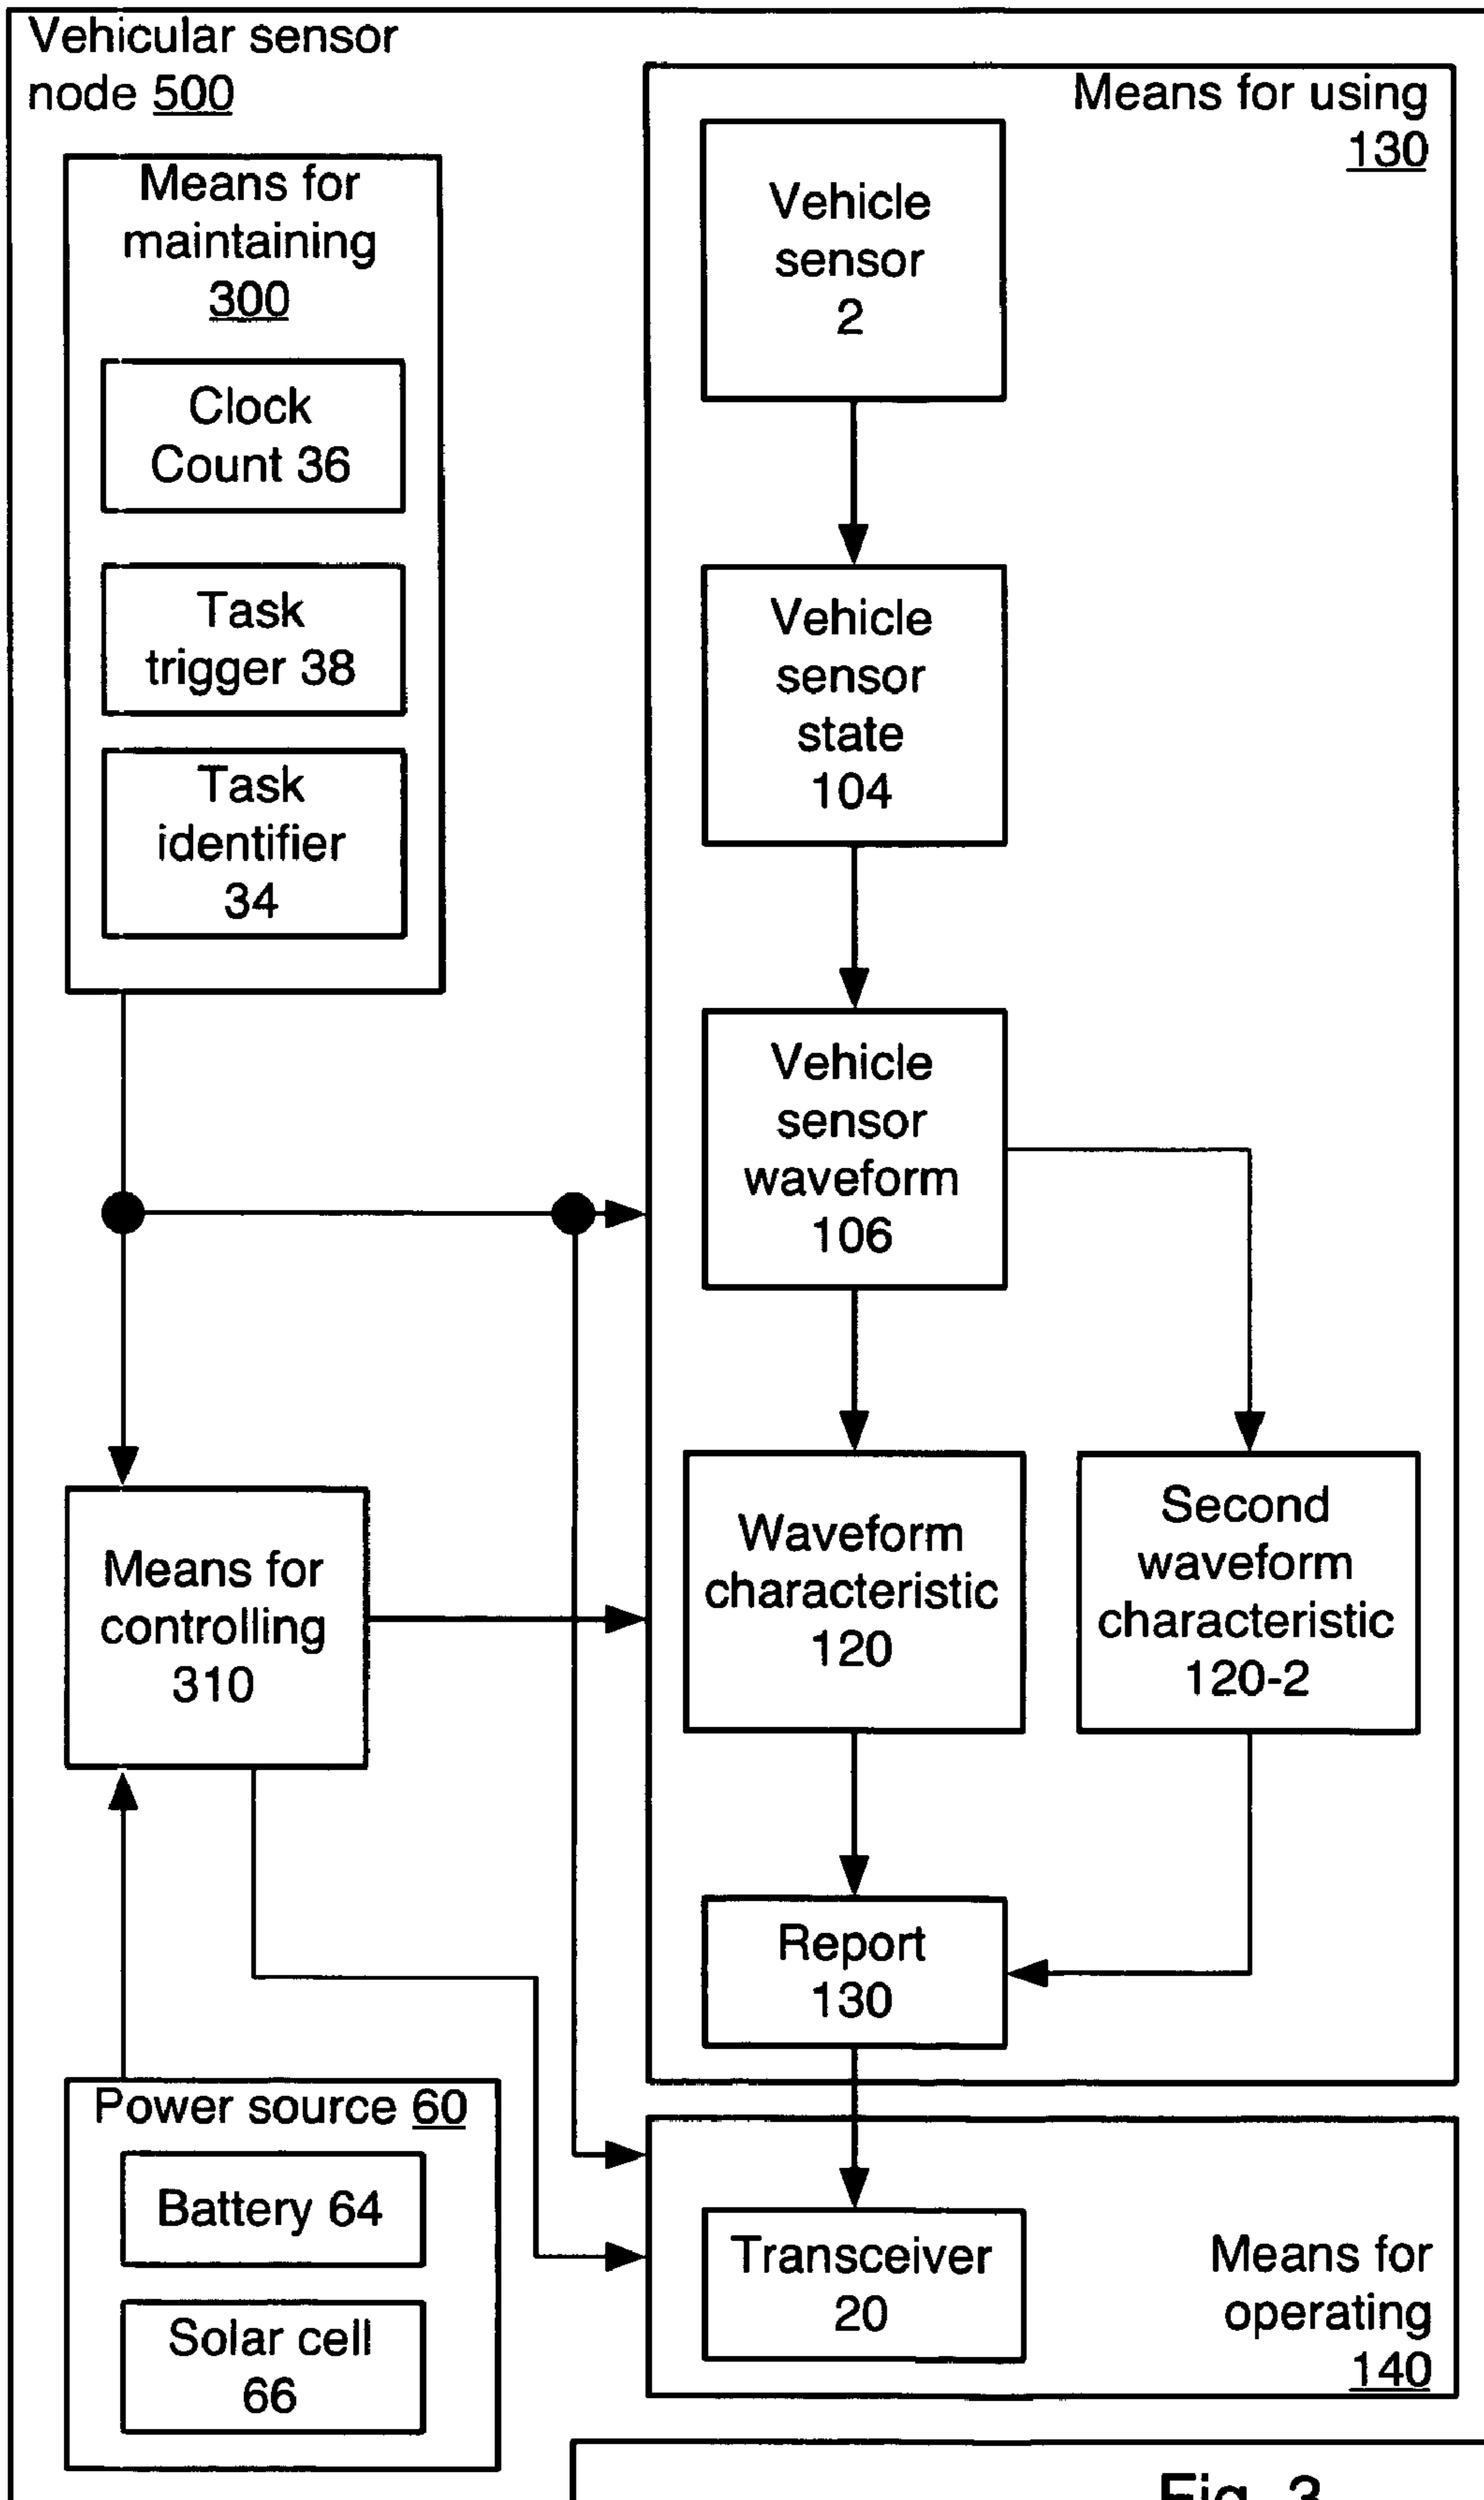 Vehicular sensor
node 500
Means for
maintaining
300
Clock
Count 36
Task
trigger 38
Task
identifier
34
Means for
controlling
310
Power source 60
Battery 64
Solar cell
66
Means for using
130
Vehicle
sensor
2
Vehicle
sensor
state
104
Vehicle
sensor
waveform
106
Waveform
characteristic
120
Second
waveform
characteristic
120-2
Report
130
Transceiver
20
Means for
operating
140
Fig. 3